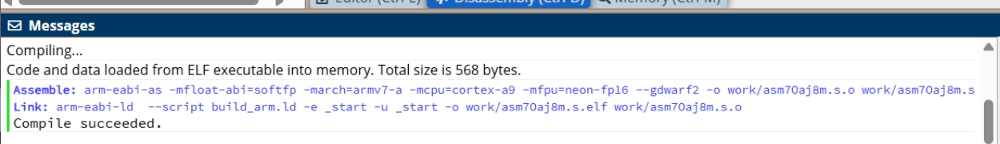 Editor (Ctrl-E) Disassembly (Ctrl-D) Memory (Ctrl-M)
Messages
Compiling...
Code and data loaded from ELF executable into memory. Total size is 568 bytes.
Assemble: arm-eabi-as -mfloat-abi=softfp -march=armv7-a -mcpu=cortex-a9 -mfpu=neon-fp16 --gdwarf2 -o work/asm7Oaj8m.s.o work/asm7Oaj8m.s
Link: arm-eabi-ld --script build_arm.ld -e _start -u _start -o work/asm7Oaj8m.s.elf work/asm7Oaj8m.s.o
Compile succeeded.